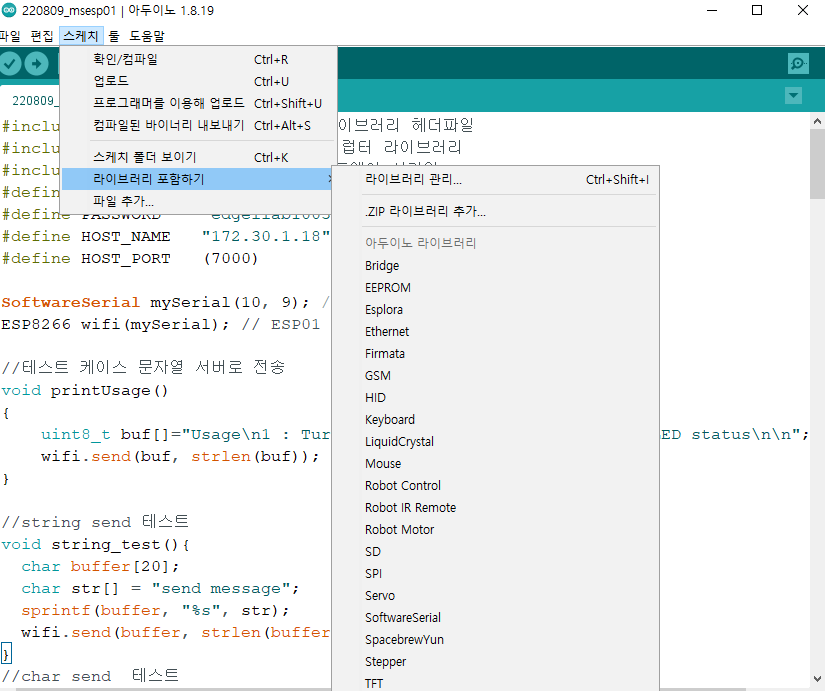 220809_msesp01 | 아두이노 1.8.19
파일 편집 스케치 툴 도움말
확인/컴파일 Ctrl+R
업로드 Ctrl+U
프로그래머를 이용해 업로드 Ctrl+Shift+U
컴파일된 바이너리 내보내기 Ctrl+Alt+S
스케치 폴더 보이기 Ctrl+K
라이브러리 포함하기
파일 추가...
라이브러리 관리... Ctrl+Shift+I
.ZIP 라이브러리 추가...
아두이노 라이브러리
Bridge
EEPROM
Esplora
Ethernet
Firmata
GSM
HID
Keyboard
LiquidCrystal
Mouse
Robot Control
Robot IR Remote
Robot Motor
SD
SPI
Servo
SoftwareSerial
SpacebrewYun
Stepper
TFT
220809_
#inclu 이브러리 헤더파일
#inclu 럽터 라이브러리
#inclu
#defin
#define PASSWORD
#define HOST_NAME "172.30.1.18"
#define HOST_PORT (7000)
SoftwareSerial mySerial(10, 9); /
ESP8266 wifi(mySerial); // ESP01
//테스트 케이스 문자열 서버로 전송
void printUsage()
{
uint8_t buf[]="Usage\n1 : Tur ED status\n\n";
wifi.send(buf, strlen(buf));
}
//string send 테스트
void string_test(){
char buffer[20];
char str[] = "send message";
sprintf(buffer, "%s", str);
wifi.send(buffer, strlen(buffer
}
//char send 테스트